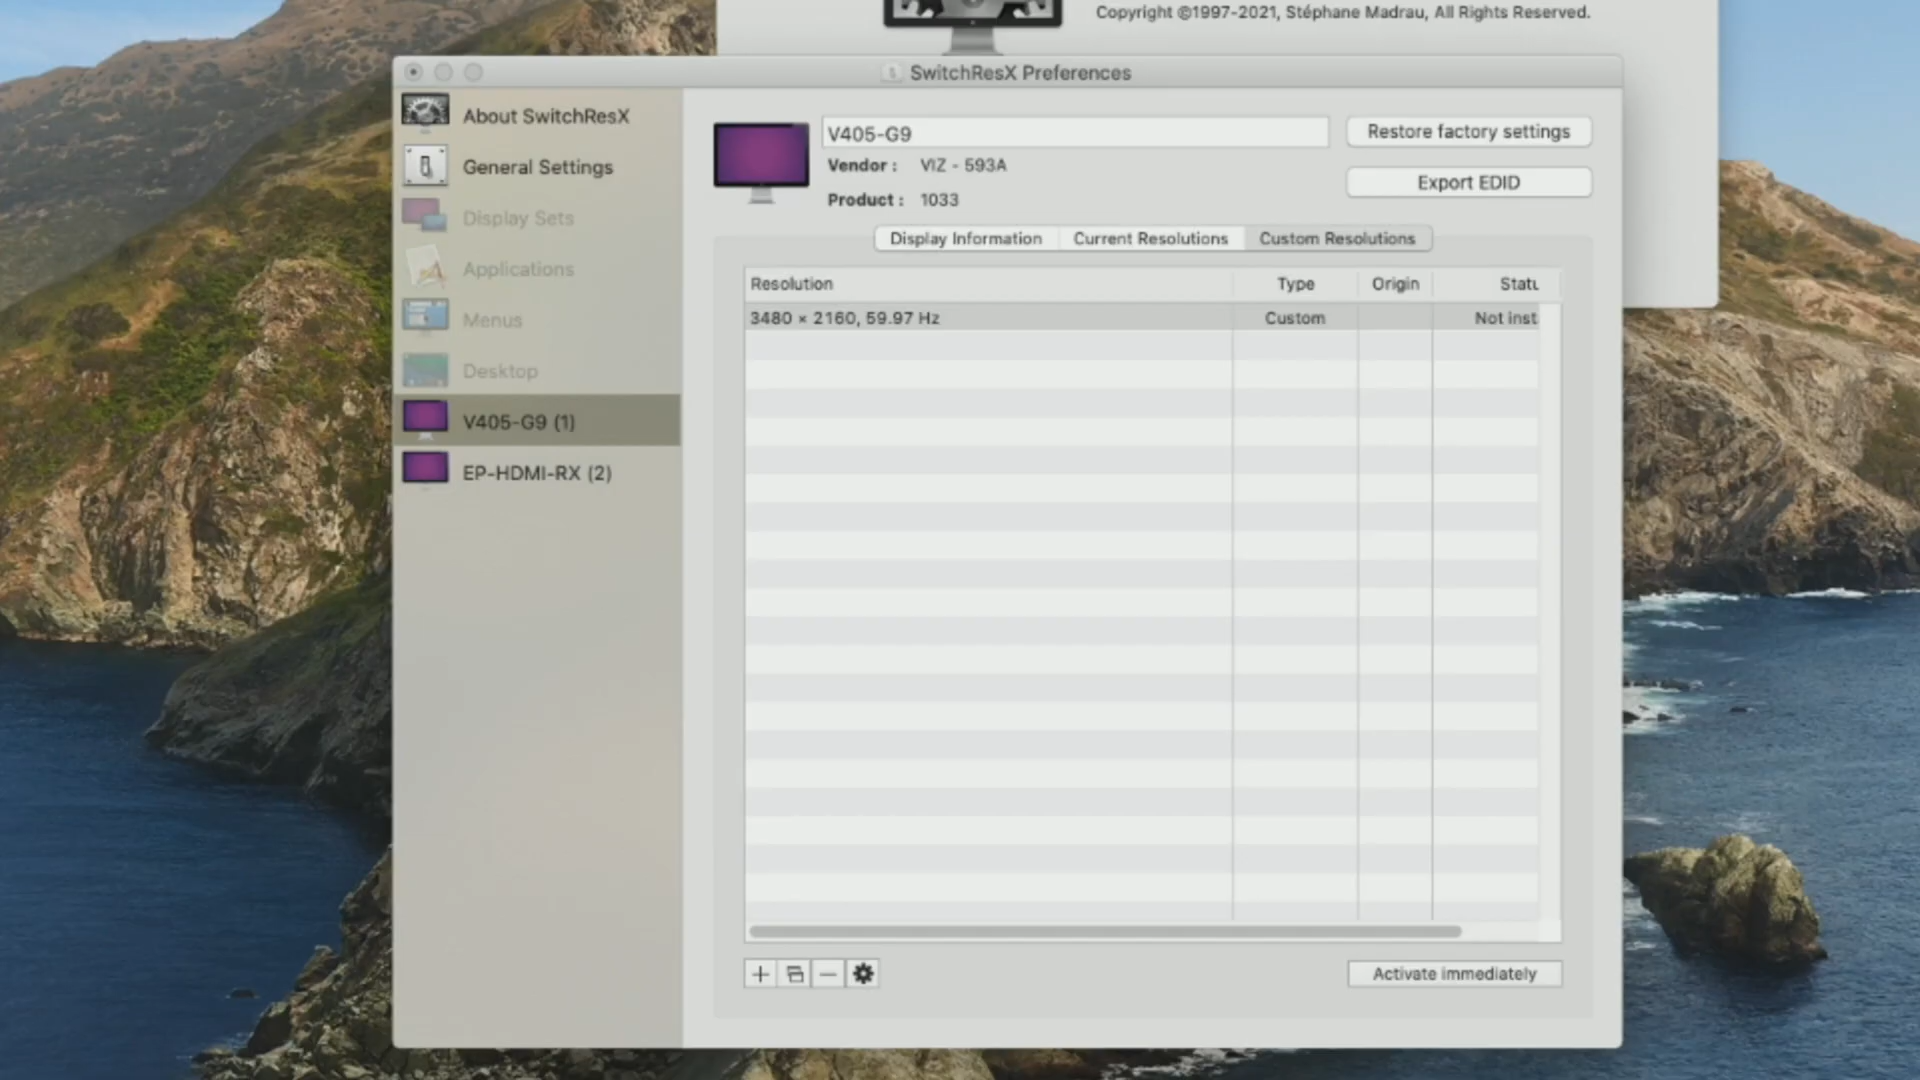 Copyright ©1997-2021, Stéphane Madrau, All Rights Reserved.
SwitchResX Preferences
About SwitchResX
General Settings
Display Sets
Applications
Menus
Desktop
V405-G9 (1)
EP-HDMI-RX (2)
V405-G9
Vendor : VIZ - 593A
Product : 1033
Restore factory settings
Export EDID
Display Information Current Resolutions Custom Resolutions
Resolution Type Origin Statu
3480 × 2160, 59.97 Hz Custom Not inst
Activate immediately